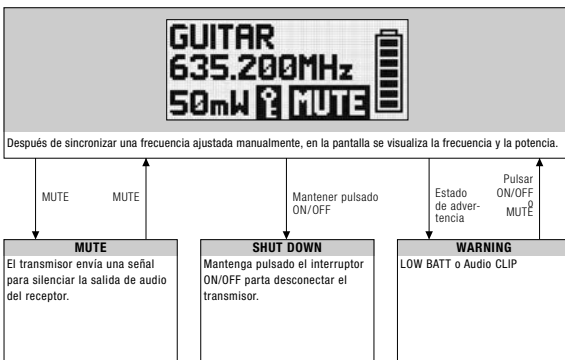 GUITAR
635.200MHz
50mW MUTE
Después de sincronizar una frecuencia ajustada manualmente, en la pantalla se visualiza la frecuencia y la potencia.
MUTE
MUTE
Mantener pulsado
ON/OFF
Estado
de adver-
tencia
Pulsar
ON/OFF
o
MUTE
MUTE
El transmisor envía una señal
para silenciar la salida de audio
del receptor.
SHUT DOWN
Mantenga pulsado el interruptor
ON/OFF parta desconectar el
transmisor.
WARNING
LOW BATT o Audio CLIP